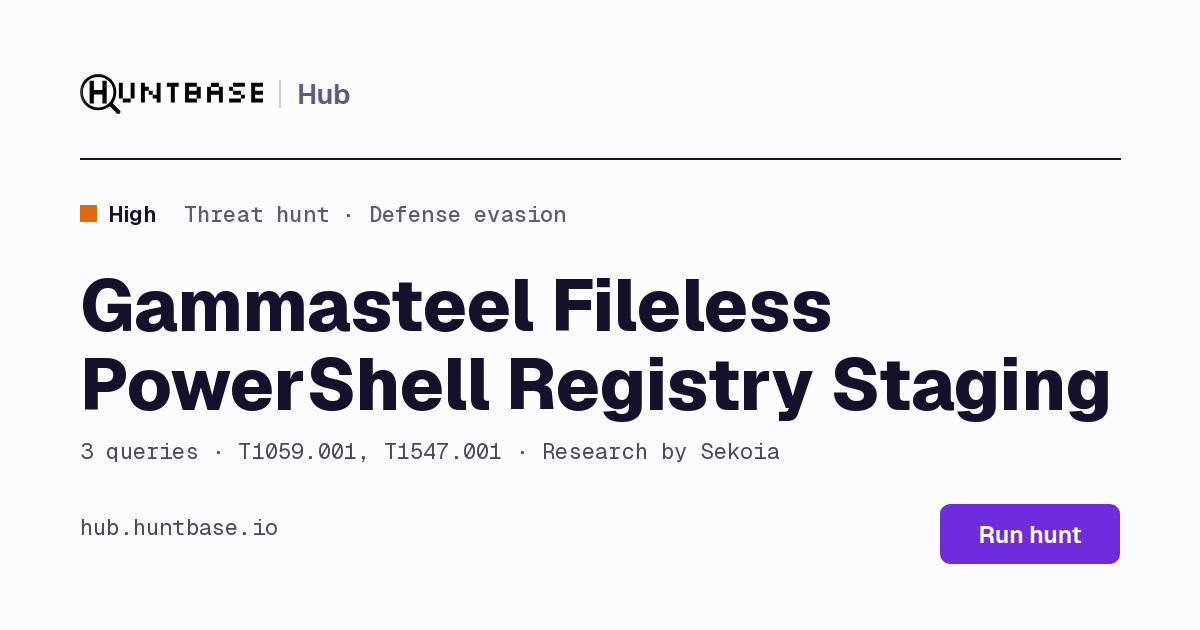 HUNTBASE Hub
High Threat hunt · Defense evasion
Gammasteel Fileless
PowerShell Registry Staging
3 queries · T1059.001, T1547.001 · Research by Sekoia
hub.huntbase.io
Run hunt